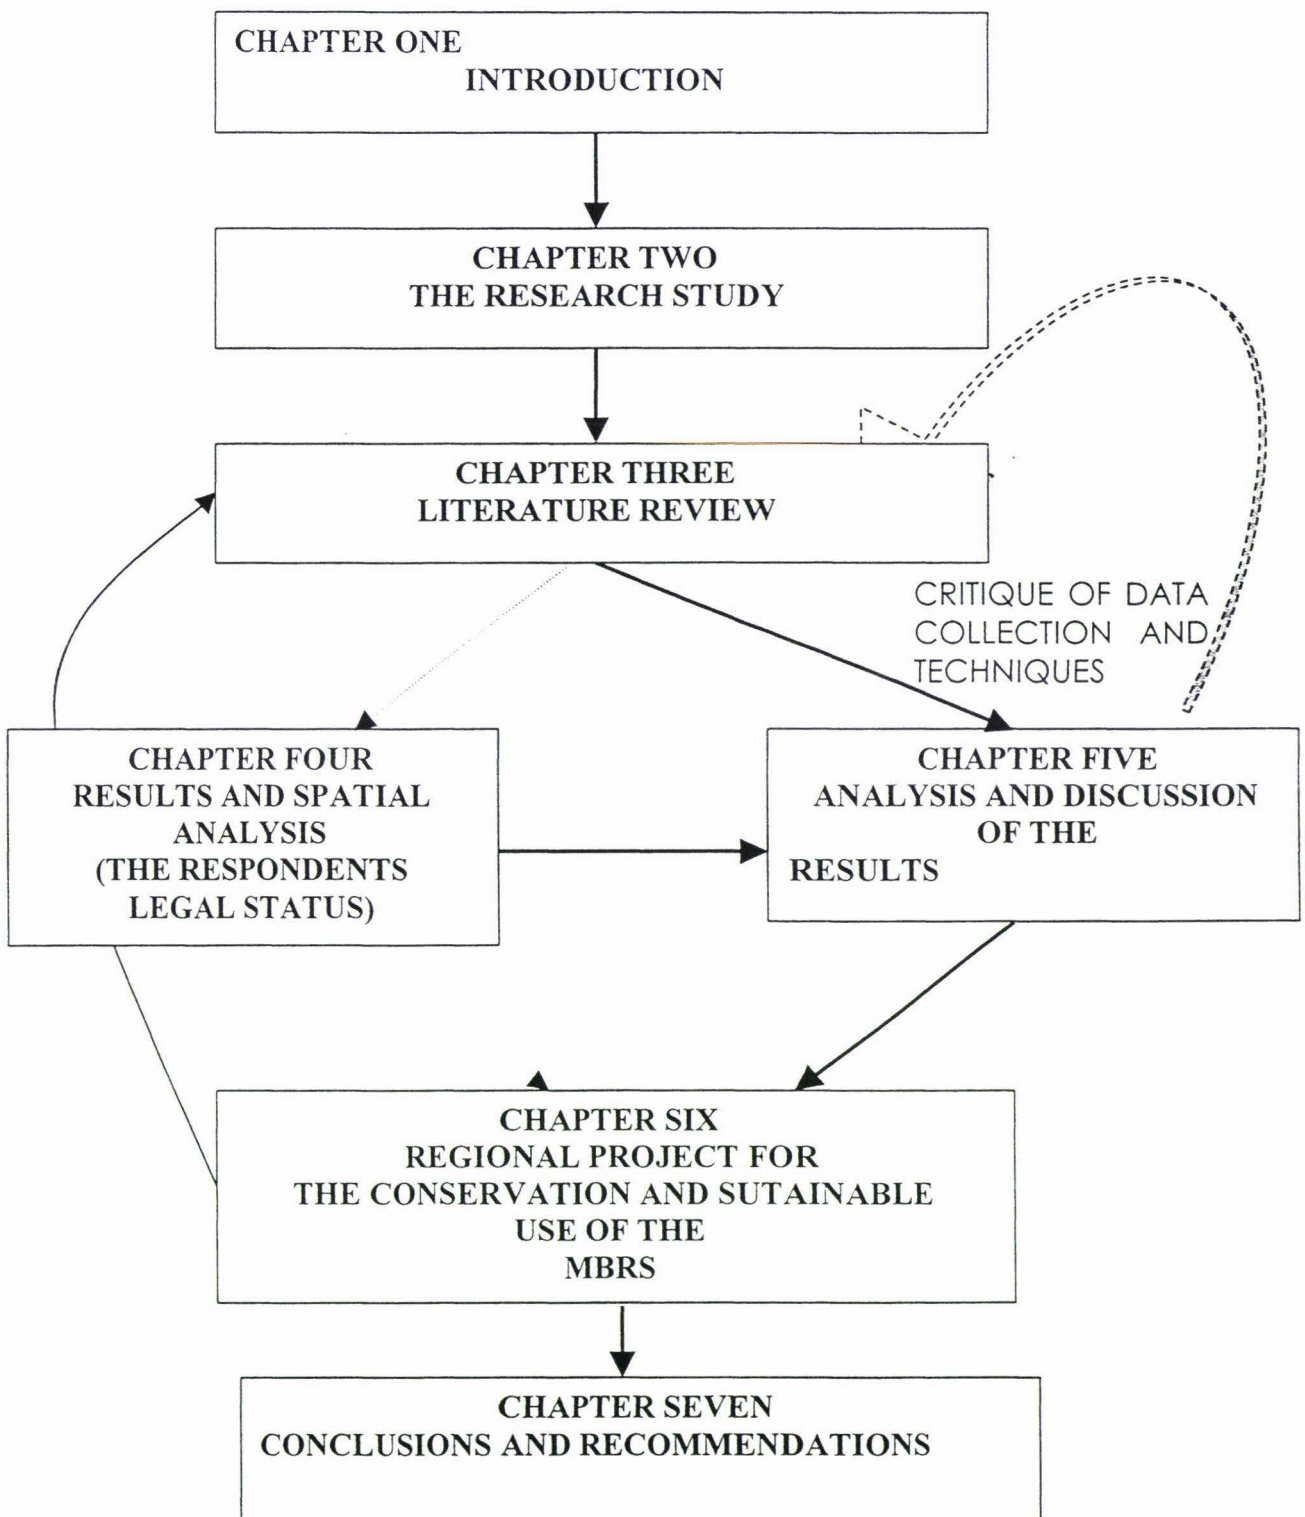 CHAPTER ONE
INTRODUCTION
CHAPTER TWO
THE RESEARCH STUDY
CHAPTER THREE
LITERATURE REVIEW
CRITIQUE OF DATA
COLLECTION AND
TECHNIQUES
CHAPTER FOUR
RESULTS AND SPATIAL
ANALYSIS
(THE RESPONDENTS
LEGAL STATUS)
CHAPTER FIVE
ANALYSIS AND DISCUSSION
OF THE
RESULTS
CHAPTER SIX
REGIONAL PROJECT FOR
THE CONSERVATION AND SUTAINABLE
USE OF THE
MBRS
CHAPTER SEVEN
CONCLUSIONS AND RECOMMENDATIONS